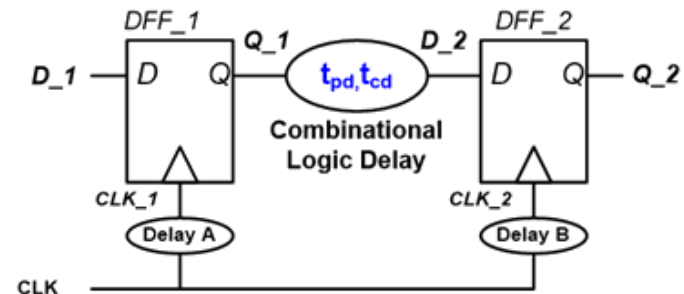 DFF_1
DFF_2
Q_1
D_2
D_1
D
Q
tpd,tcd
D
Q
Q_2
Combinational
Logic Delay
CLK_1
CLK_2
Delay A
Delay B
CLK